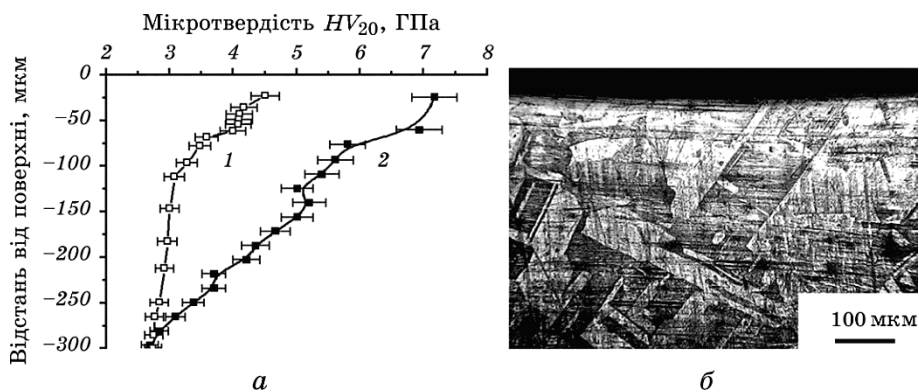 Мікротвердість HV20, ГПа
2 3 4 5 6 7 8
Відстань від поверхні, мкм
0
−50
−100
−150
−200
−250
−300
1
2
100 мкм
а
б